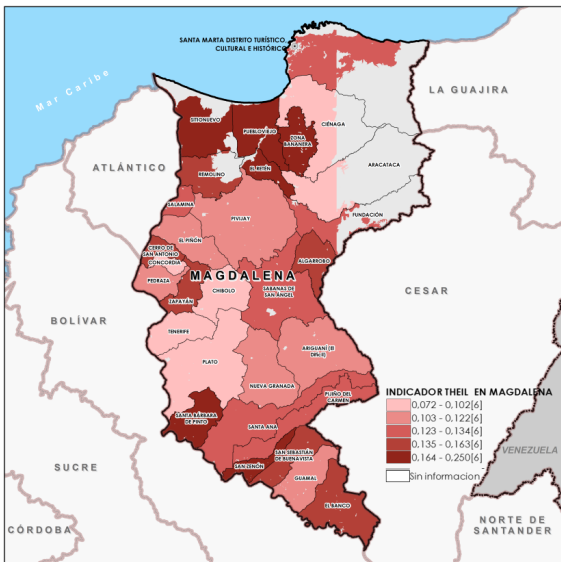 SANTA MARTA DISTRITO TURÍSTICO,
CULTURAL E HISTÓRICO
Mar Caribe
LA GUAJIRA
SITIONUEVO
PUEBLOVIEJO
ZONA
BANANERA
CIÉNAGA
ATLÁNTICO
REMOLINO
EL RETÉN
ARACATACA
SALAMINA
FUNDACIÓN
PIVIJAY
EL PIÑÓN
CERRO DE
SAN ANTONIO
CONCORDIA
ALGARROBO
MAGDALENA
PEDRAZA
CHIBOLO
SABANAS DE
SAN ANGEL
CESAR
ZAPAYÁN
BOLÍVAR
TENERIFE
ARIGUANÍ (El
Difícil)
PLATO
NUEVA GRANADA
PIJIÑO DEL
CARMEN
INDICADOR THEIL EN MAGDALENA
0,072 - 0,102[6]
0,103 - 0,122[6]
0,123 - 0,134[6]
0,135 - 0,163[6]
0,164 - 0,250[6]
Sin informacion
SANTA BÁRBARA
DE PINTO
SANTA ANA
SAN SEBASTIÁN
DE BUENAVISTA
VENEZUELA
SAN ZENÓN
SUCRE
GUAMAL
EL BANCO
CÓRDOBA
NORTE DE
SANTANDER